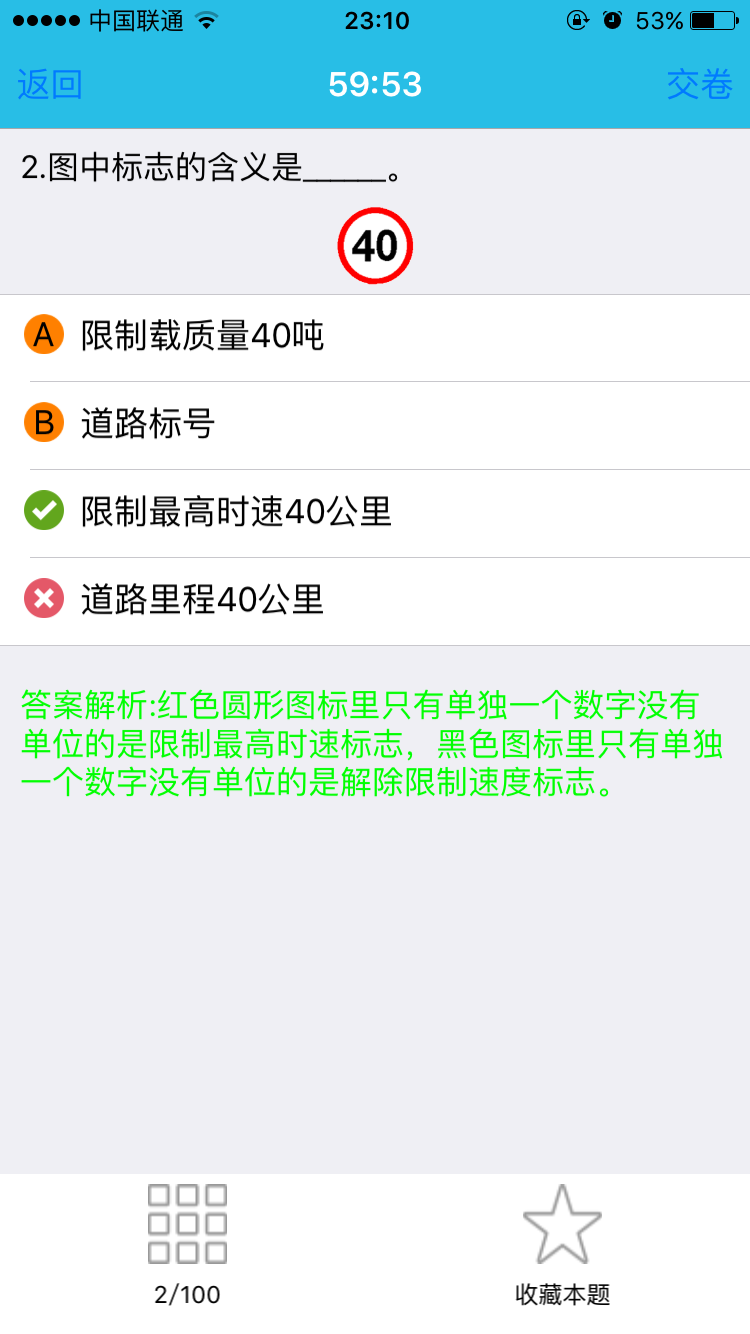 中国联通 23:10 53%
返回 59:53 交卷
2.图中标志的含义是______。
40
A 限制载质量40吨
B 道路标号
限制最高时速40公里
道路里程40公里
答案解析:红色圆形图标里只有单独一个数字没有
单位的是限制最高时速标志，黑色图标里只有单独
一个数字没有单位的是解除限制速度标志。
2/100 收藏本题